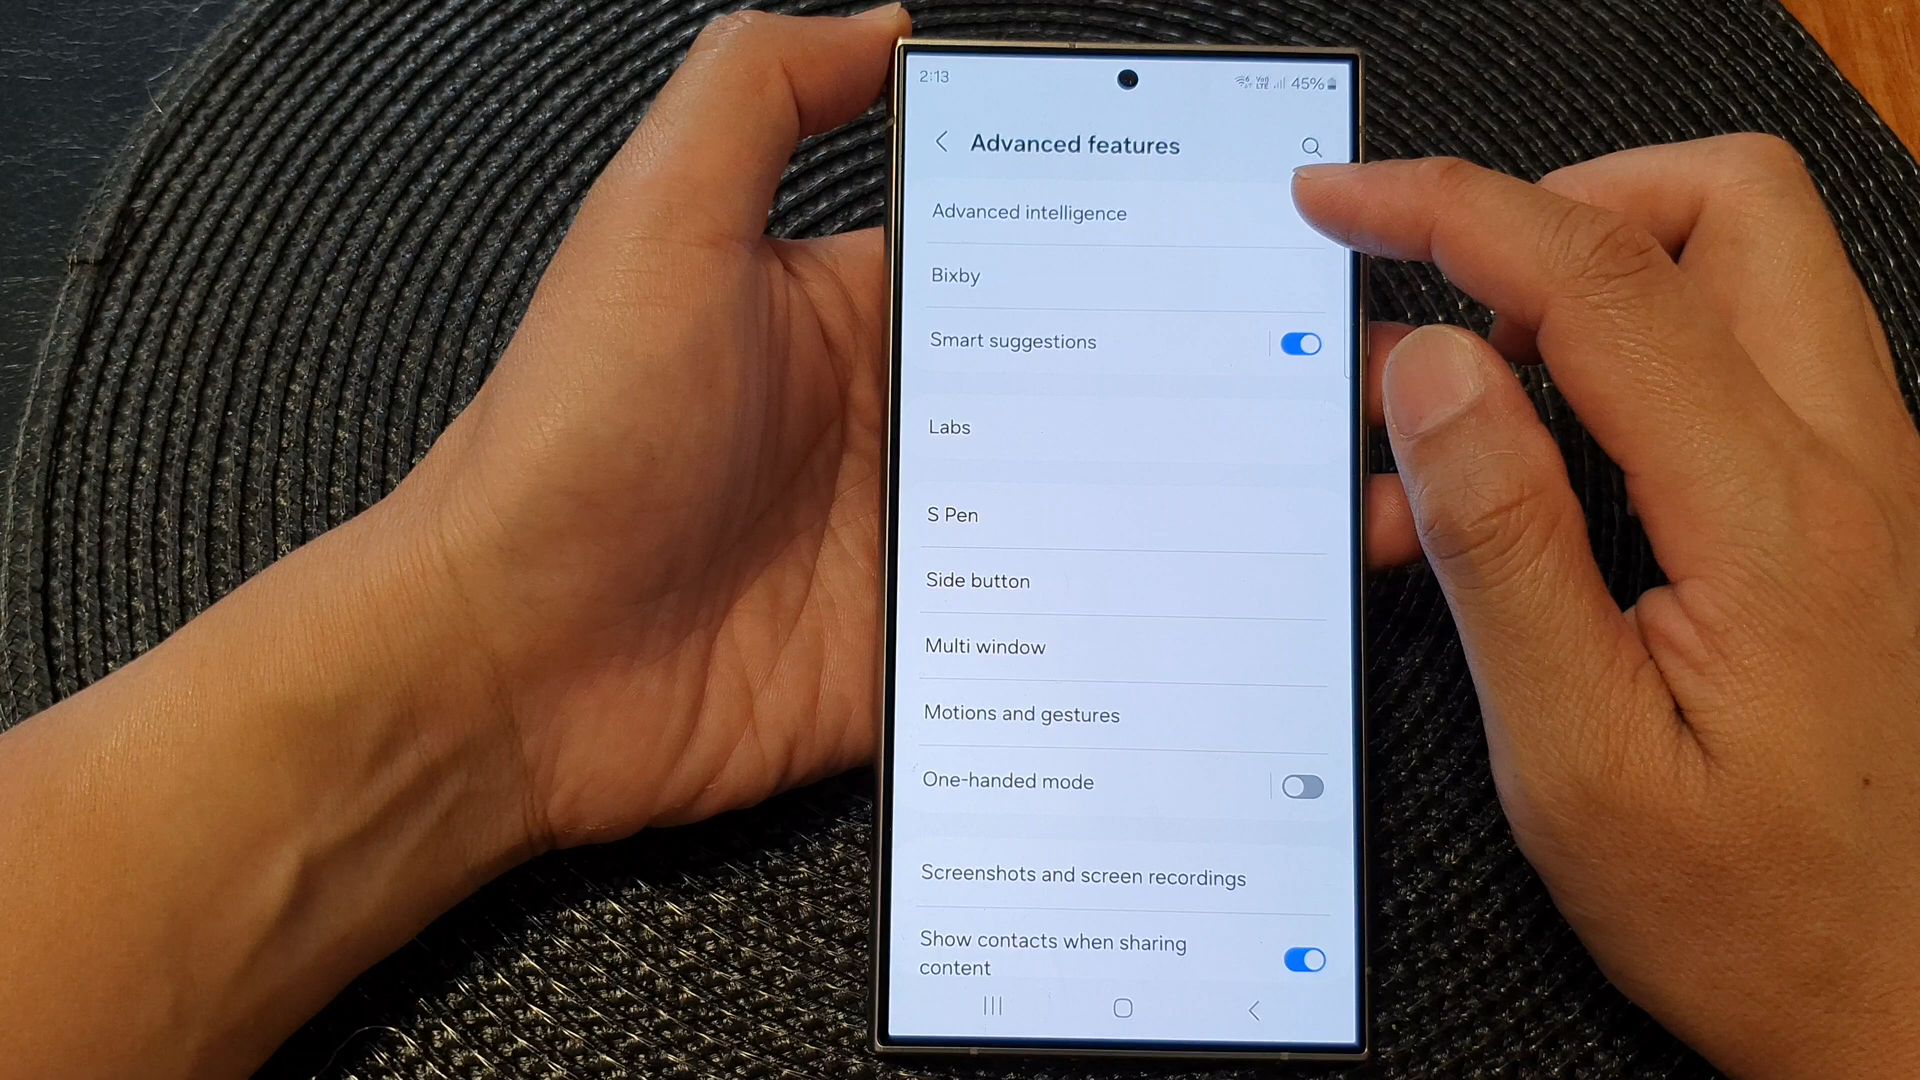 2:13
LTE 45%
Advanced features
Advanced intelligence
Bixby
Smart suggestions
Labs
S Pen
Side button
Multi window
Motions and gestures
One-handed mode
Screenshots and screen recordings
Show contacts when sharing
content